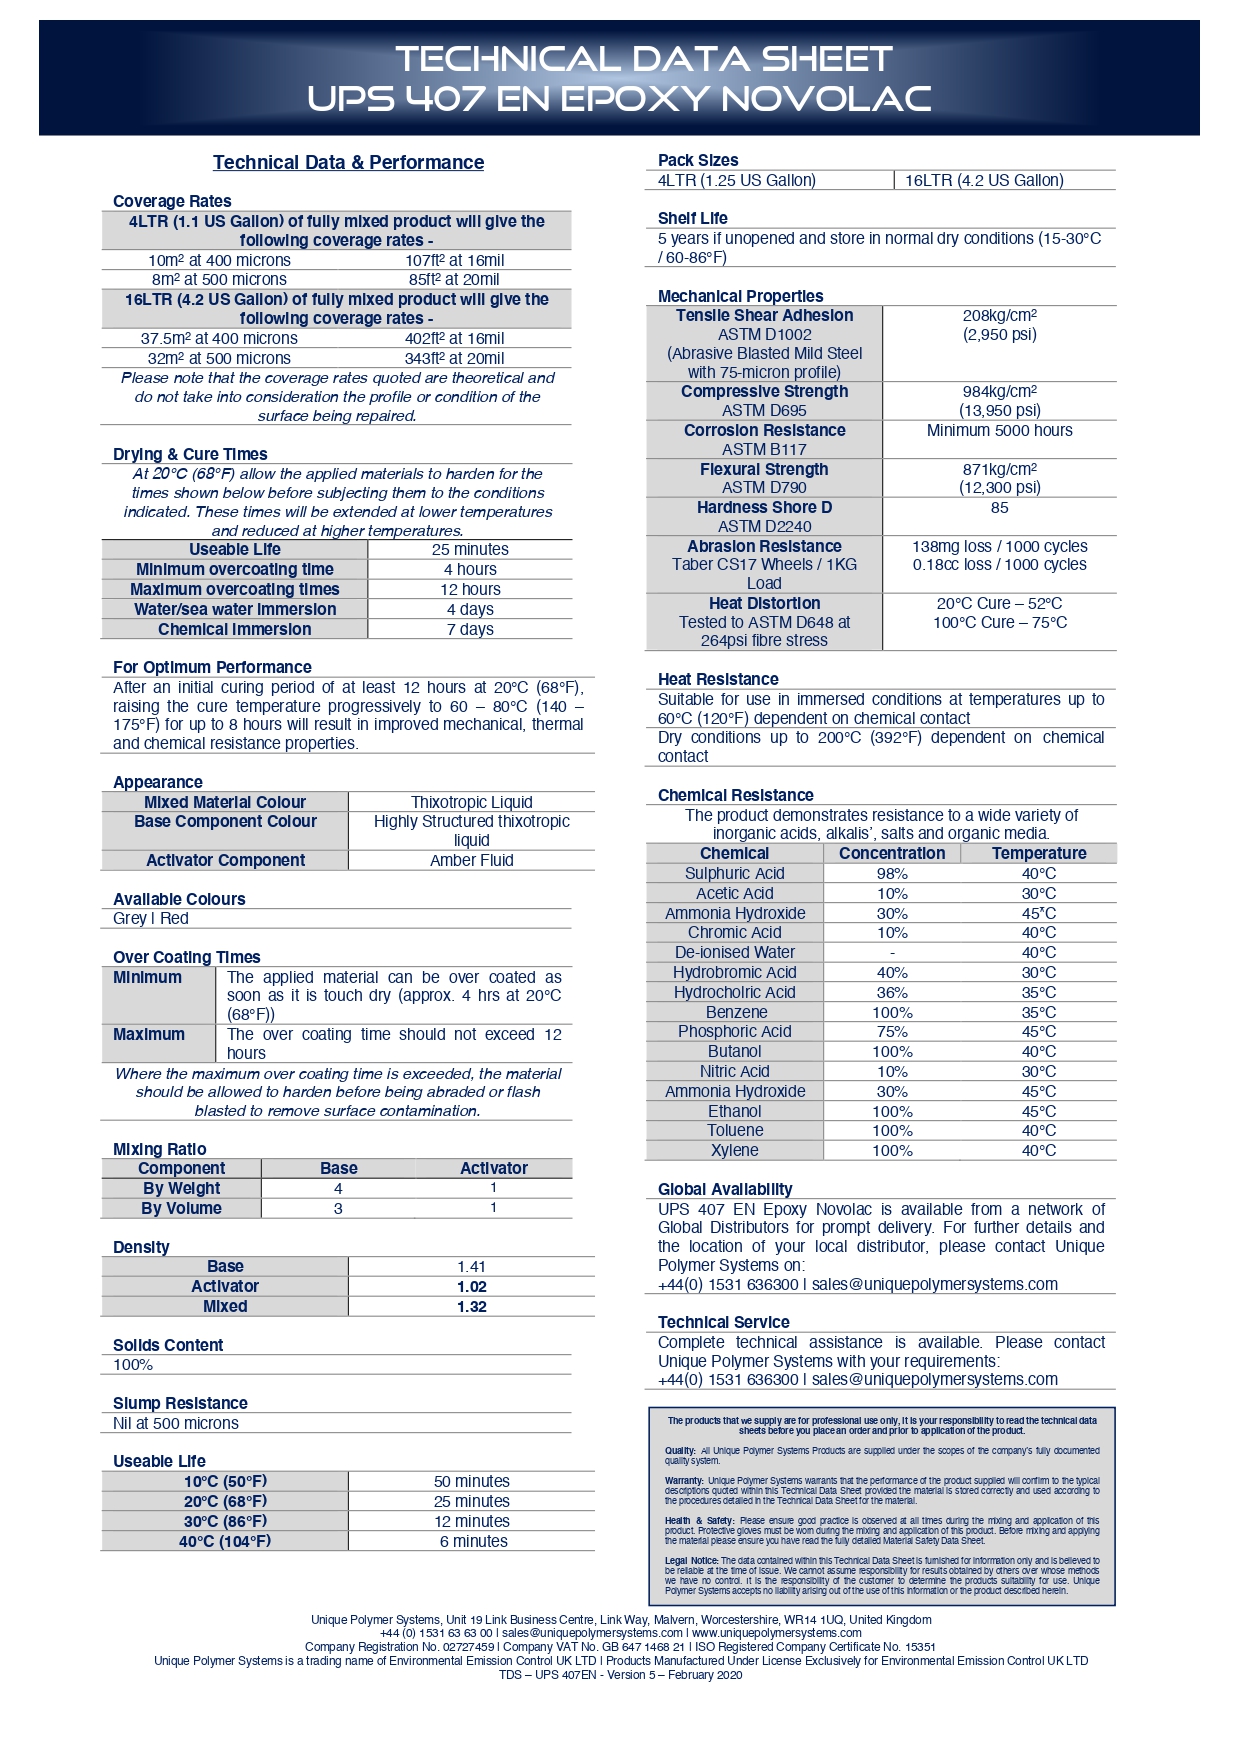 TECHNICAL DATA SHEET
UPS 407 EN EPOXY NOVOLAC
Technical Data & Performance
Coverage Rates
4LTR (1.1 US Gallon) of fully mixed product will give the
following coverage rates -
10m² at 400 microns 107ft² at 16mil
8m² at 500 microns 85ft² at 20mil
16LTR (4.2 US Gallon) of fully mixed product will give the
following coverage rates -
37.5m² at 400 microns 402ft² at 16mil
32m² at 500 microns 343ft² at 20mil
Please note that the coverage rates quoted are theoretical and
do not take into consideration the profile or condition of the
surface being repaired.
Drying & Cure Times
At 20°C (68°F) allow the applied materials to harden for the
times shown below before subjecting them to the conditions
indicated. These times will be extended at lower temperatures
and reduced at higher temperatures.
Useable Life 25 minutes
Minimum overcoating time 4 hours
Maximum overcoating times 12 hours
Water/sea water immersion 4 days
Chemical immersion 7 days
For Optimum Performance
After an initial curing period of at least 12 hours at 20°C (68°F),
raising the cure temperature progressively to 60 – 80°C (140 –
175°F) for up to 8 hours will result in improved mechanical, thermal
and chemical resistance properties.
Appearance
Mixed Material Colour Thixotropic Liquid
Base Component Colour Highly Structured thixotropic
liquid
Activator Component Amber Fluid
Available Colours
Grey | Red
Over Coating Times
Minimum The applied material can be over coated as
soon as it is touch dry (approx. 4 hrs at 20°C
(68°F))
Maximum The over coating time should not exceed 12
hours
Where the maximum over coating time is exceeded, the material
should be allowed to harden before being abraded or flash
blasted to remove surface contamination.
Mixing Ratio
Component Base Activator
By Weight 4 1
By Volume 3 1
Density
Base 1.41
Activator 1.02
Mixed 1.32
Solids Content
100%
Slump Resistance
Nil at 500 microns
Useable Life
10°C (50°F) 50 minutes
20°C (68°F) 25 minutes
30°C (86°F) 12 minutes
40°C (104°F) 6 minutes
Pack Sizes
4LTR (1.25 US Gallon) 16LTR (4.2 US Gallon)
Shelf Life
5 years if unopened and store in normal dry conditions (15-30°C
/ 60-86°F)
Mechanical Properties
Tensile Shear Adhesion 208kg/cm²
ASTM D1002 (2,950 psi)
(Abrasive Blasted Mild Steel
with 75-micron profile)
Compressive Strength 984kg/cm²
ASTM D695 (13,950 psi)
Corrosion Resistance Minimum 5000 hours
ASTM B117
Flexural Strength 871kg/cm²
ASTM D790 (12,300 psi)
Hardness Shore D 85
ASTM D2240
Abrasion Resistance 138mg loss / 1000 cycles
Taber CS17 Wheels / 1KG 0.18cc loss / 1000 cycles
Load
Heat Distortion 20°C Cure – 52°C
Tested to ASTM D648 at 100°C Cure – 75°C
264psi fibre stress
Heat Resistance
Suitable for use in immersed conditions at temperatures up to
60°C (120°F) dependent on chemical contact
Dry conditions up to 200°C (392°F) dependent on chemical
contact
Chemical Resistance
The product demonstrates resistance to a wide variety of
inorganic acids, alkalis’, salts and organic media.
Chemical Concentration Temperature
Sulphuric Acid 98% 40°C
Acetic Acid 10% 30°C
Ammonia Hydroxide 30% 45ˣC
Chromic Acid 10% 40°C
De-ionised Water - 40°C
Hydrobromic Acid 40% 30°C
Hydrocholric Acid 36% 35°C
Benzene 100% 35°C
Phosphoric Acid 75% 45°C
Butanol 100% 40°C
Nitric Acid 10% 30°C
Ammonia Hydroxide 30% 45°C
Ethanol 100% 45°C
Toluene 100% 40°C
Xylene 100% 40°C
Global Availability
UPS 407 EN Epoxy Novolac is available from a network of
Global Distributors for prompt delivery. For further details and
the location of your local distributor, please contact Unique
Polymer Systems on:
+44(0) 1531 636300 | sales@uniquepolymersystems.com
Technical Service
Complete technical assistance is available. Please contact
Unique Polymer Systems with your requirements:
+44(0) 1531 636300 | sales@uniquepolymersystems.com
The products that we supply are for professional use only, it is your responsibility to read the technical data
sheets before you place an order and prior to application of the product.
Quality: All Unique Polymer Systems Products are supplied under the scopes of the company's fully documented
quality system.
Warranty: Unique Polymer Systems warrants that the performance of the product supplied will confirm to the typical
descriptions quoted within this Technical Data Sheet provided the material is stored correctly and used according to
the procedures detailed in the Technical Data Sheet for the material.
Health & Safety: Please ensure good practice is observed at all times during the mixing and application of this
product. Protective gloves must be worn during the mixing and application of this product. Before mixing and applying
the material please ensure you have read the fully detailed Material Safety Data Sheet.
Legal Notice: The data contained within this Technical Data Sheet is furnished for information only and is believed to
be reliable at the time of issue. We cannot assume responsibility for results obtained by others over whose methods
we have no control. It is the responsibility of the customer to determine the products suitability for use. Unique
Polymer Systems accepts no liability arising out of the use of this information or the product described herein.
Unique Polymer Systems, Unit 19 Link Business Centre, Link Way, Malvern, Worcestershire, WR14 1UQ, United Kingdom
+44 (0) 1531 63 63 00 | sales@uniquepolymersystems.com | www.uniquepolymersystems.com
Company Registration No. 02727459 | Company VAT No. GB 647 1468 21 | ISO Registered Company Certificate No. 15351
Unique Polymer Systems is a trading name of Environmental Emission Control UK LTD | Products Manufactured Under License Exclusively for Environmental Emission Control UK LTD
TDS – UPS 407EN - Version 5 – February 2020